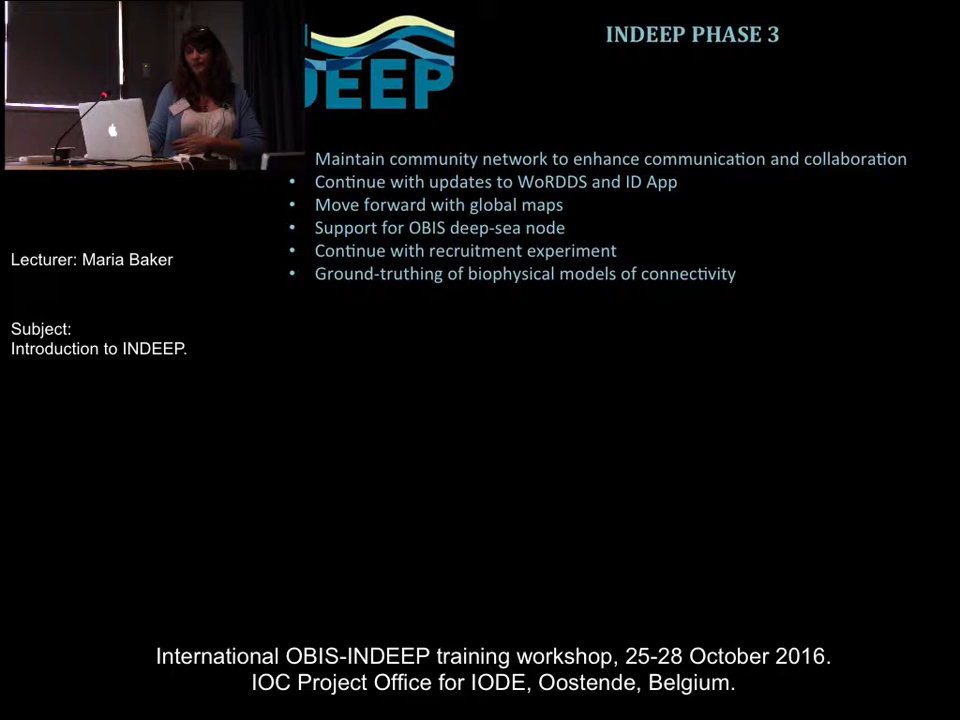 DEEP
INDEEP PHASE 3
Maintain community network to enhance communication and collaboration
• Continue with updates to WoRDDS and ID App
• Move forward with global maps
• Support for OBIS deep-sea node
• Continue with recruitment experiment
• Ground-truthing of biophysical models of connectivity
Lecturer: Maria Baker
Subject:
Introduction to INDEEP.
International OBIS-INDEEP training workshop, 25-28 October 2016.
IOC Project Office for IODE, Oostende, Belgium.